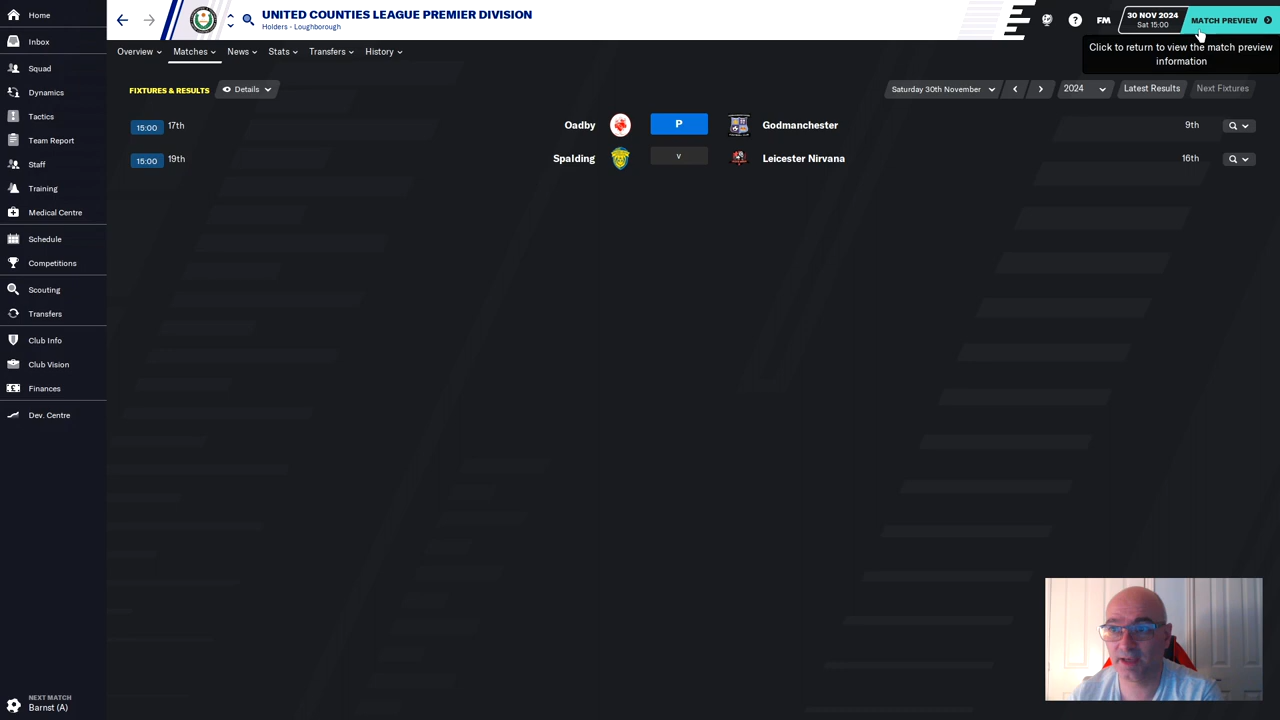 Home
Inbox
Squad
Dynamics
Tactics
Team Report
Staff
Training
Medical Centre
Schedule
Competitions
Scouting
Transfers
Club Info
Club Vision
Finances
Dev. Centre
NEXT MATCH
Barnst (A)
UNITED COUNTIES LEAGUE PREMIER DIVISION
Holders - Loughborough
? FM 30 NOV 2024 MATCH PREVIEW
Sat 15:00
Click to return to view the match preview
information
Overview Matches News Stats Transfers History
FIXTURES & RESULTS Details Saturday 30th November 2024 Latest Results Next Fixtures
15:00 17th Oadby P Godmanchester 9th
15:00 19th Spalding v Leicester Nirvana 16th